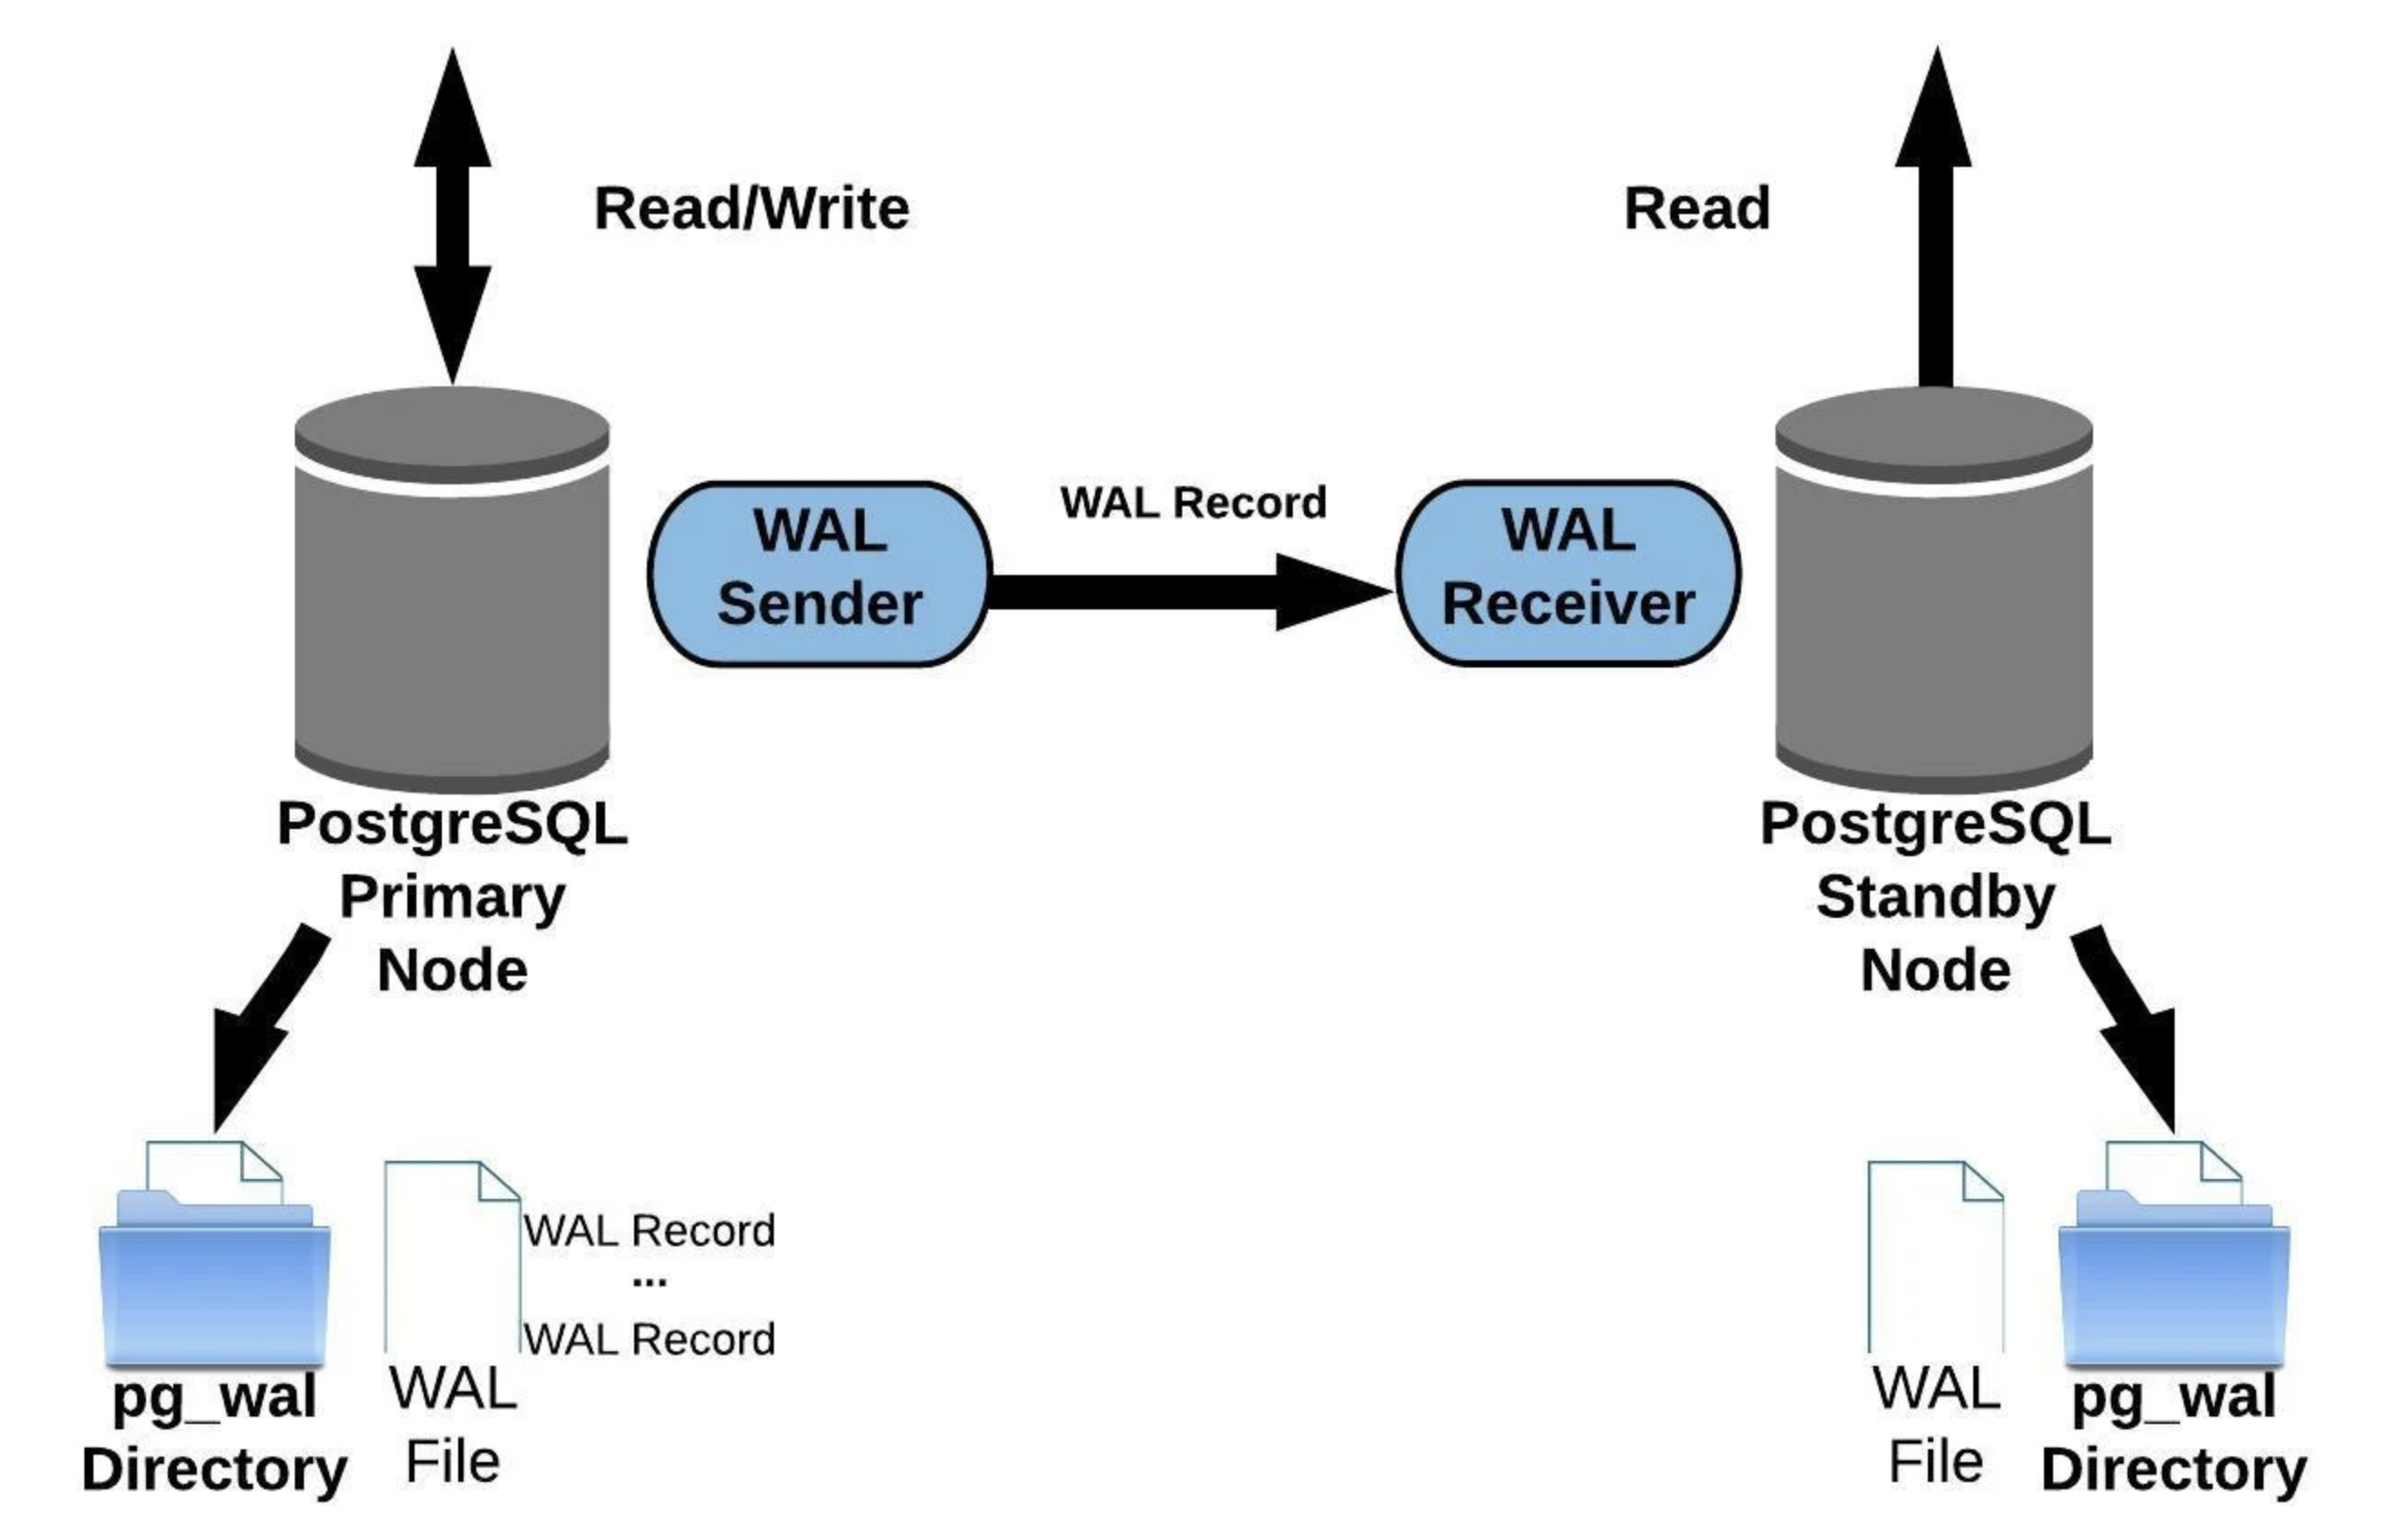 Read/Write
Read
WAL
Sender
WAL Record
WAL
Receiver
PostgreSQL
Primary
Node
PostgreSQL
Standby
Node
WAL Record
...
WAL Record
pg_wal
Directory
WAL
File
WAL
File
pg_wal
Directory